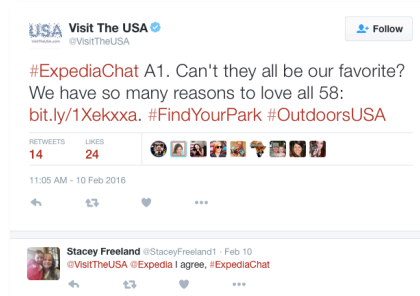 USA Visit The USA
@VisitTheUSA
Follow
#ExpediaChat A1. Can't they all be our favorite?
We have so many reasons to love all 58:
bit.ly/1Xekxxa. #FindYourPark #OutdoorsUSA
RETWEETS LIKES
14 24
11:05 AM - 10 Feb 2016
Stacey Freeland @StaceyFreeland1 · Feb 10
@VisitTheUSA @Expedia I agree, #ExpediaChat